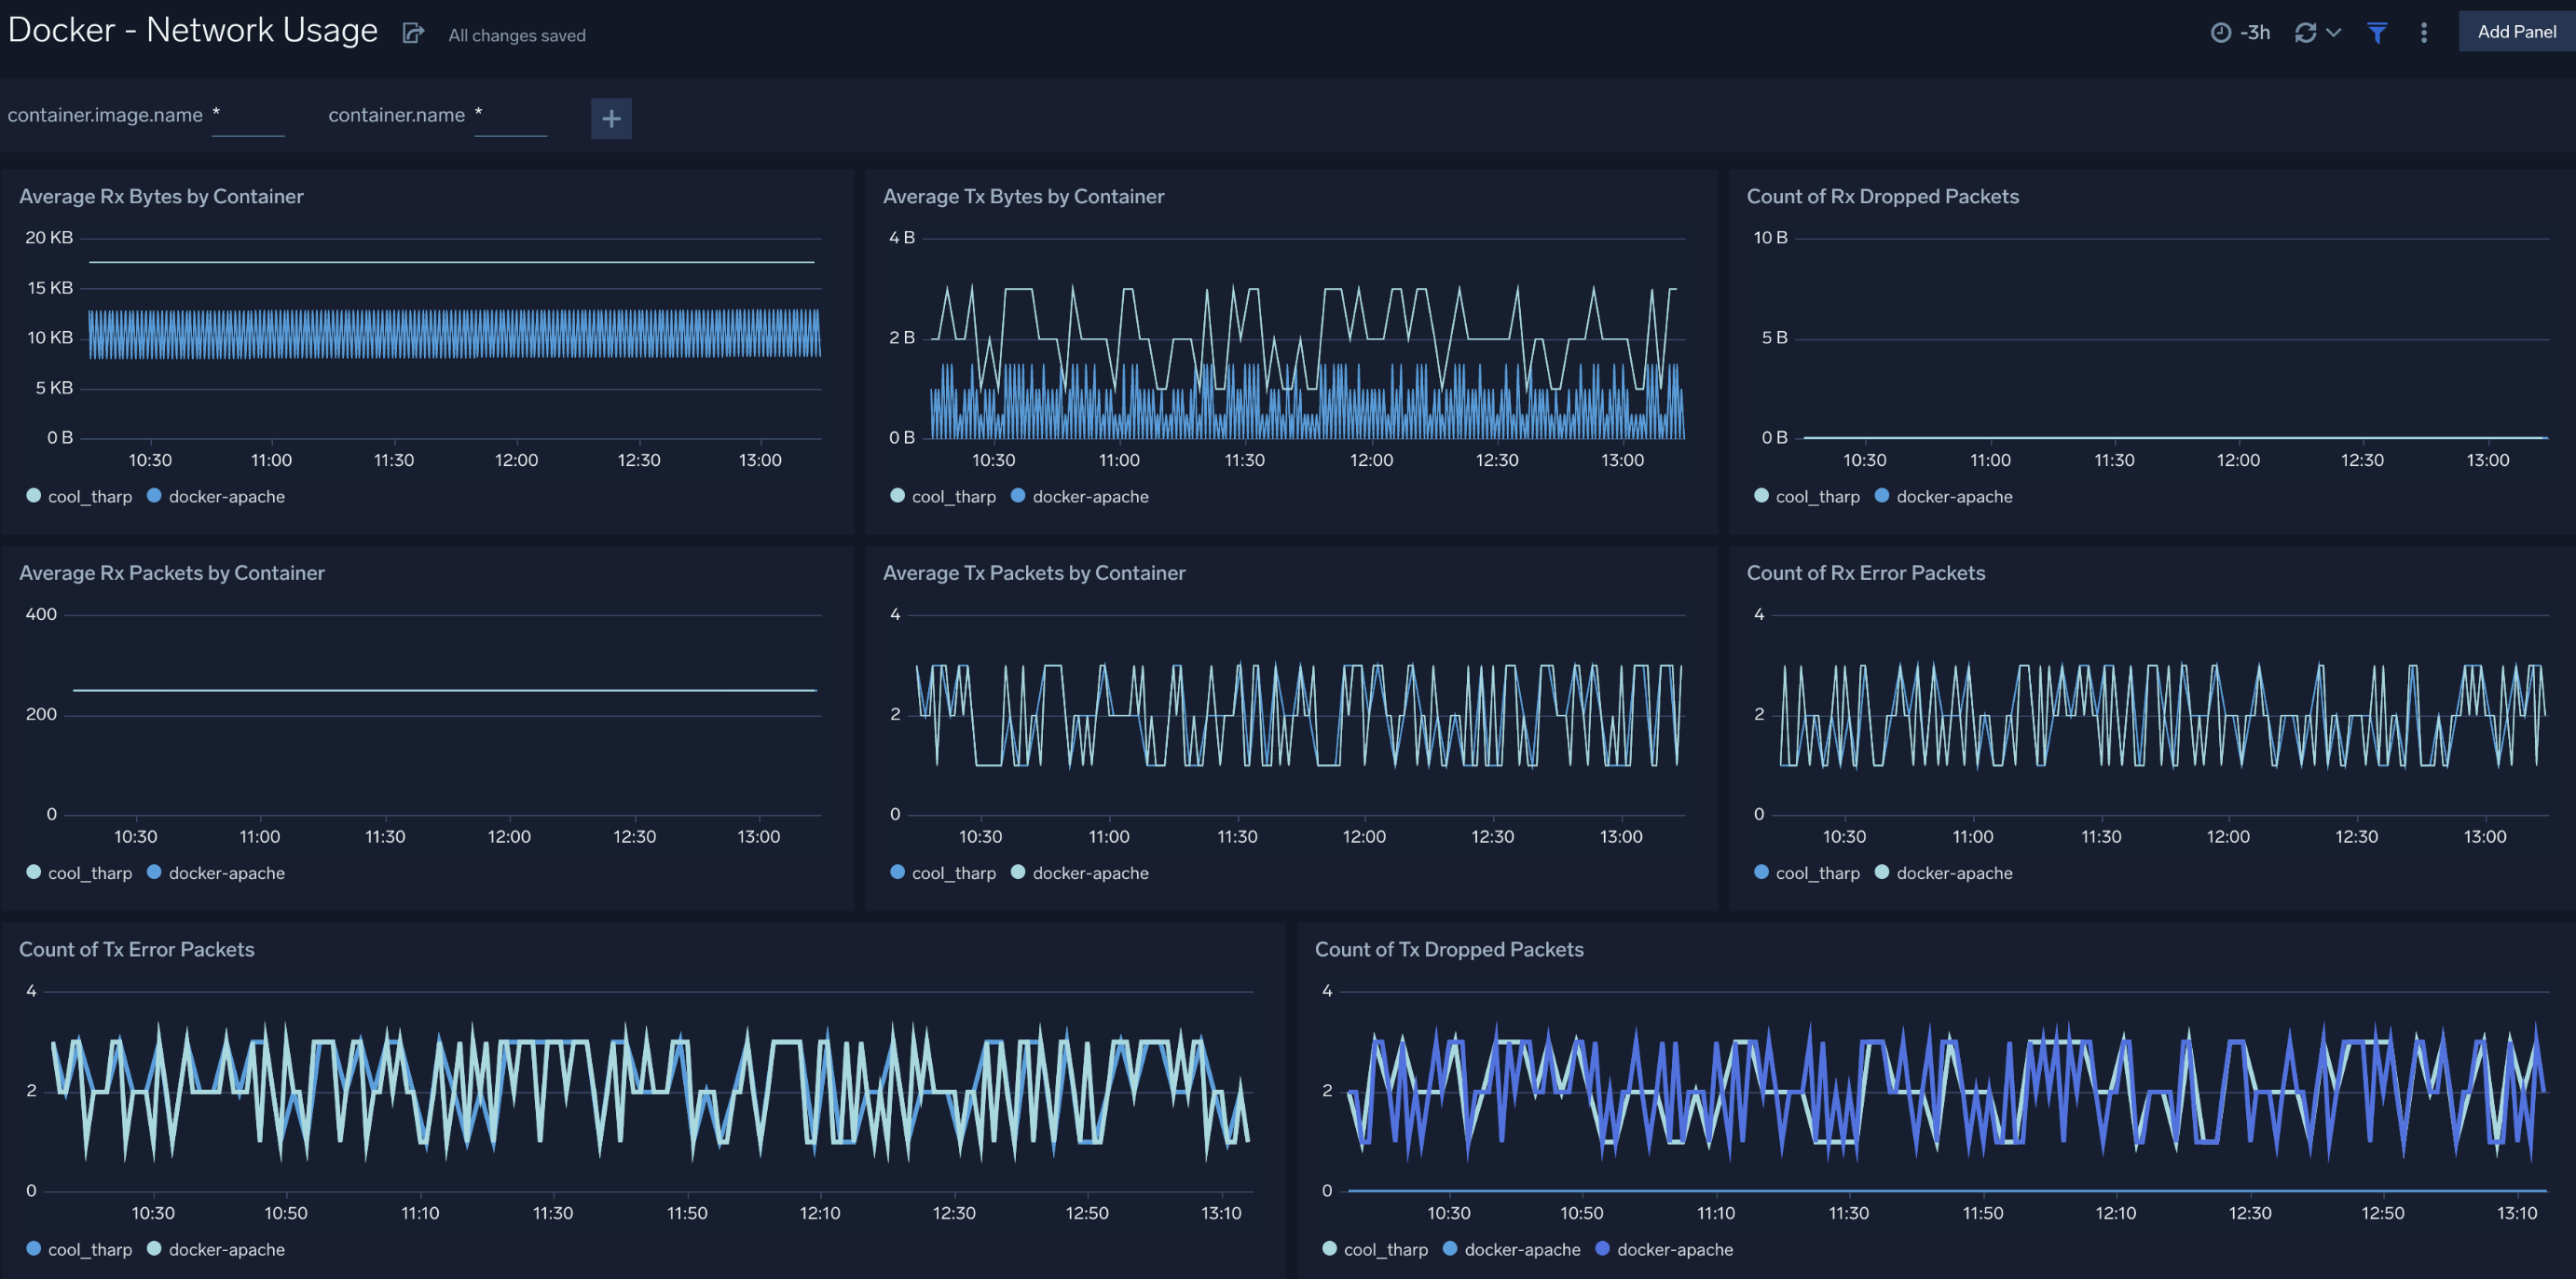 Docker - Network Usage
All changes saved
-3h
Add Panel
container.image.name *
container.name *
+
Average Rx Bytes by Container
20 KB
15 KB
10 KB
5 KB
0 B
10:30 11:00 11:30 12:00 12:30 13:00
cool_tharp docker-apache
Average Tx Bytes by Container
4 B
2 B
0 B
10:30 11:00 11:30 12:00 12:30 13:00
cool_tharp docker-apache
Count of Rx Dropped Packets
10 B
5 B
0 B
10:30 11:00 11:30 12:00 12:30 13:00
cool_tharp docker-apache
Average Rx Packets by Container
400
200
0
10:30 11:00 11:30 12:00 12:30 13:00
cool_tharp docker-apache
Average Tx Packets by Container
4
2
0
10:30 11:00 11:30 12:00 12:30 13:00
cool_tharp docker-apache
Count of Rx Error Packets
4
2
0
10:30 11:00 11:30 12:00 12:30 13:00
cool_tharp docker-apache
Count of Tx Error Packets
4
2
0
10:30 10:50 11:10 11:30 11:50 12:10 12:30 12:50 13:10
cool_tharp docker-apache
Count of Tx Dropped Packets
4
2
0
10:30 10:50 11:10 11:30 11:50 12:10 12:30 12:50 13:10
cool_tharp docker-apache docker-apache